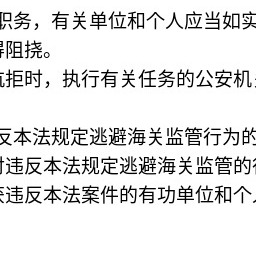 职务，有关单位和个人应当如实
得阻挠。
抗拒时，执行有关任务的公安机
反本法规定逃避海关监管行为的
对违反本法规定逃避海关监管的
获违反本法案件的有功单位和个